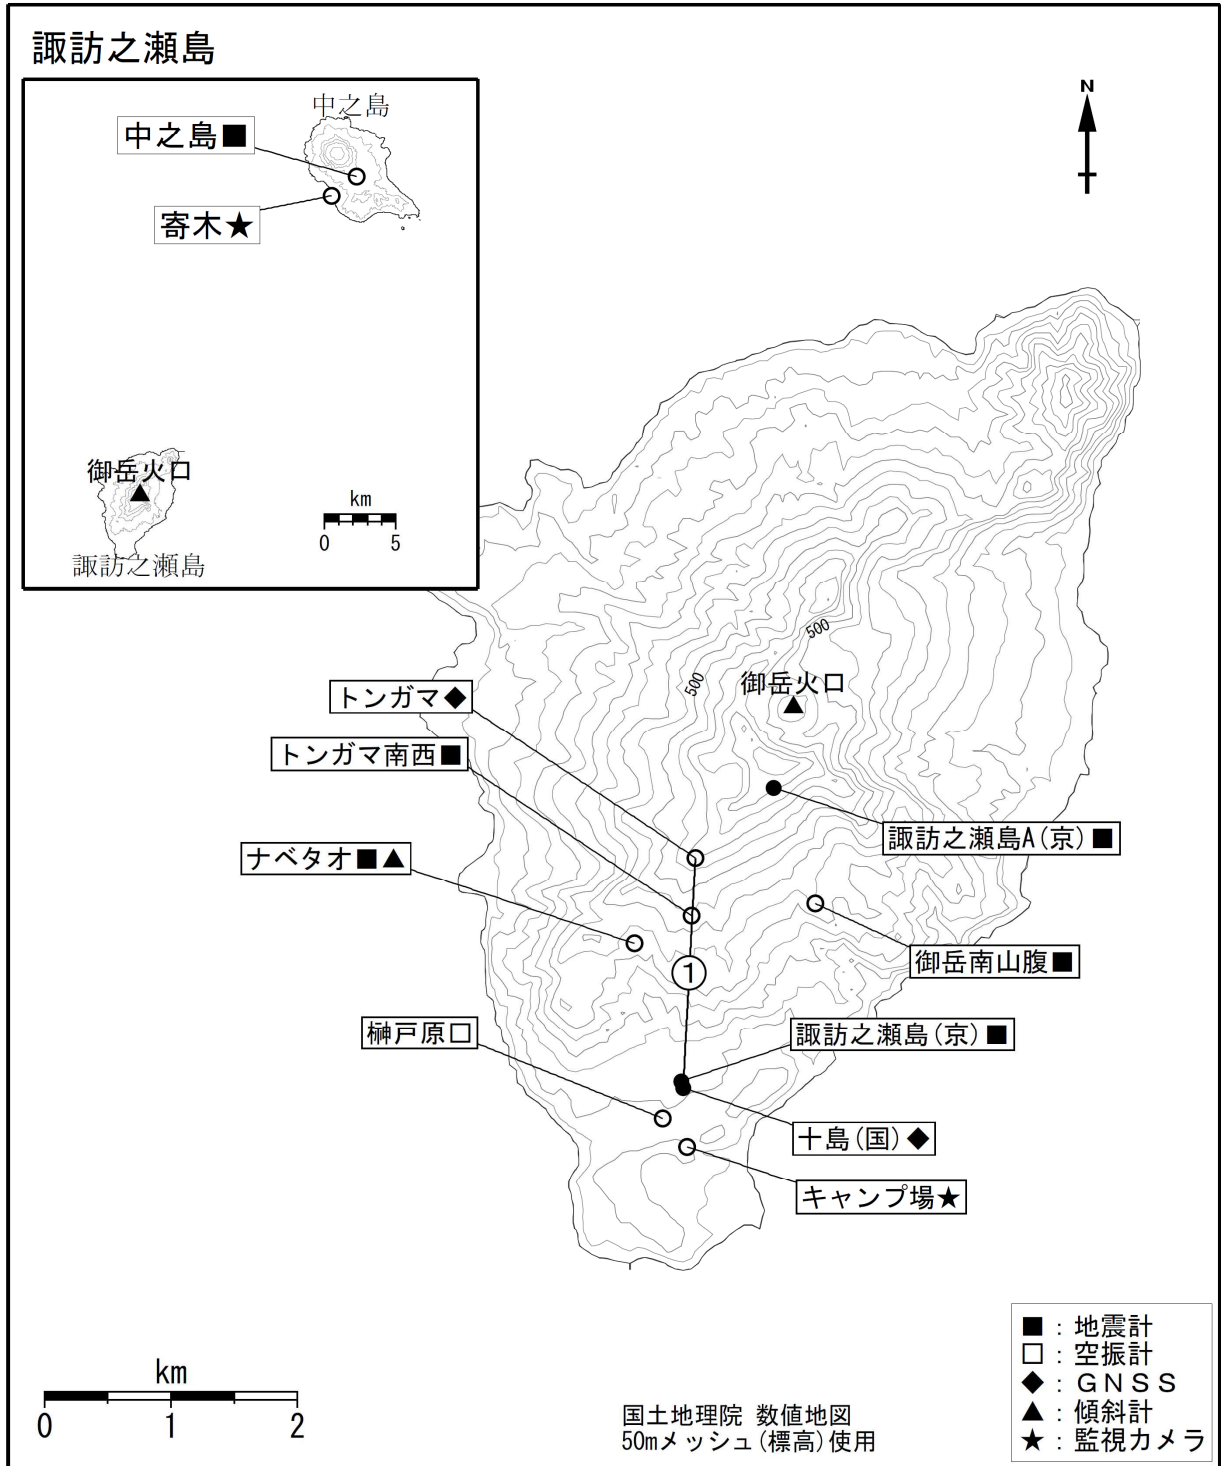 諏訪之瀬島
中之島
中之島■
寄木★
御岳火口
諏訪之瀬島
km
0 5
N
500
500
御岳火口
トンガマ◆
トンガマ南西■
ナベタオ■▲
榊戸原□
①
諏訪之瀬島A(京)■
御岳南山腹■
諏訪之瀬島(京)■
十島(国)◆
キャンプ場★
km
0 1 2
国土地理院 数値地図
50mメッシュ(標高)使用
■：地震計
□：空振計
◆：ＧＮＳＳ
▲：傾斜計
★：監視カメラ